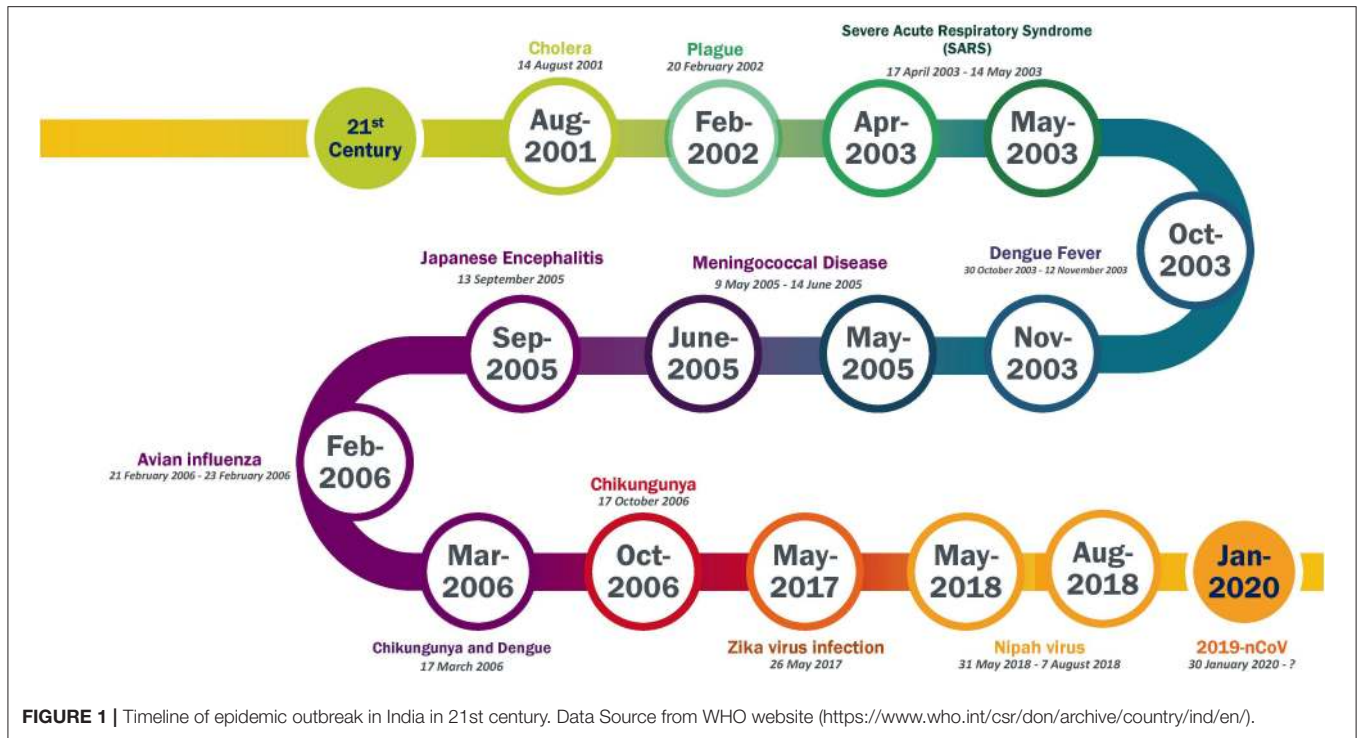 21st
Century
Cholera
14 August 2001
Aug-
2001
Plague
20 February 2002
Feb-
2002
Severe Acute Respiratory Syndrome
(SARS)
17 April 2003 - 14 May 2003
Apr-
2003
May-
2003
Oct-
2003
Dengue Fever
30 October 2003 - 12 November 2003
Nov-
2003
Meningococcal Disease
9 May 2005 - 14 June 2005
May-
2005
June-
2005
Japanese Encephalitis
13 September 2005
Sep-
2005
Avian influenza
21 February 2006 - 23 February 2006
Feb-
2006
Mar-
2006
Chikungunya and Dengue
17 March 2006
Chikungunya
17 October 2006
Oct-
2006
May-
2017
Zika virus infection
26 May 2017
May-
2018
Aug-
2018
Nipah virus
31 May 2018 - 7 August 2018
Jan-
2020
2019-nCoV
30 January 2020 - ?
FIGURE 1 | Timeline of epidemic outbreak in India in 21st century. Data Source from WHO website (https://www.who.int/csr/don/archive/country/ind/en/).